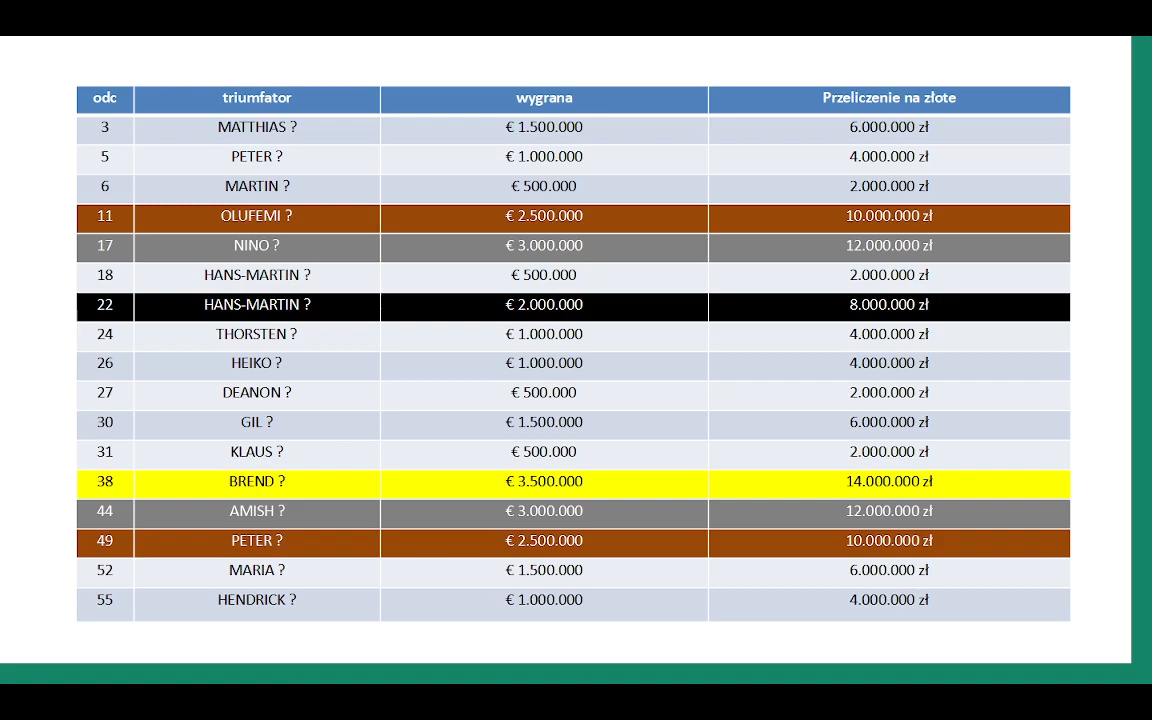 odc triumfator wygrana Przeliczenie na złote
3 MATTHIAS ? € 1.500.000 6.000.000 zł
5 PETER ? € 1.000.000 4.000.000 zł
6 MARTIN ? € 500.000 2.000.000 zł
11 OLUFEMI ? € 2.500.000 10.000.000 zł
17 NINO ? € 3.000.000 12.000.000 zł
18 HANS-MARTIN ? € 500.000 2.000.000 zł
22 HANS-MARTIN ? € 2.000.000 8.000.000 zł
24 THORSTEN ? € 1.000.000 4.000.000 zł
26 HEIKO ? € 1.000.000 4.000.000 zł
27 DEANON ? € 500.000 2.000.000 zł
30 GIL ? € 1.500.000 6.000.000 zł
31 KLAUS ? € 500.000 2.000.000 zł
38 BREND ? € 3.500.000 14.000.000 zł
44 AMISH ? € 3.000.000 12.000.000 zł
49 PETER ? € 2.500.000 10.000.000 zł
52 MARIA ? € 1.500.000 6.000.000 zł
55 HENDRICK ? € 1.000.000 4.000.000 zł